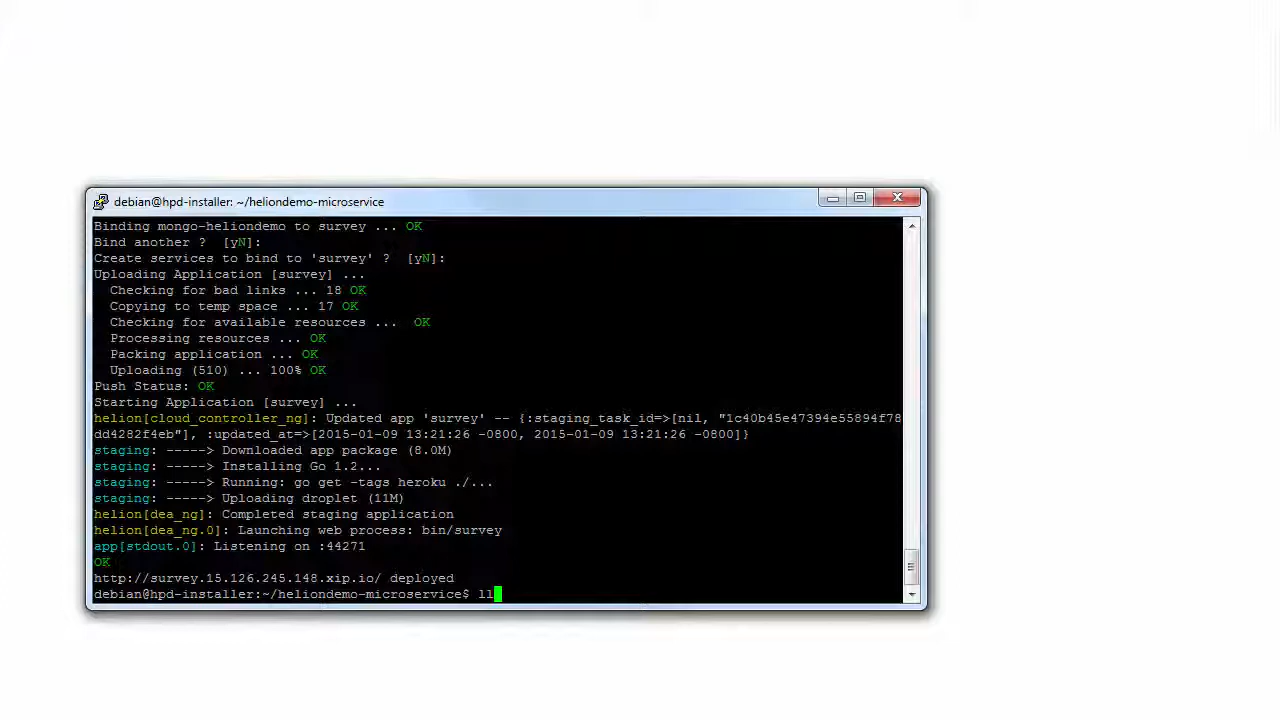 debian@hpd-installer: ~/heliondemo-microservice
Binding mongo-heliondemo to survey ... OK
Bind another ?  [yN]:
Create services to bind to 'survey' ?  [yN]:
Uploading Application [survey] ...
  Checking for bad links ... 18 OK
  Copying to temp space ... 17 OK
  Checking for available resources ...  OK
  Processing resources ... OK
  Packing application ... OK
  Uploading (510) ... 100% OK
Push Status: OK
Starting Application [survey] ...
helion[cloud_controller_ng]: Updated app 'survey' -- {:staging_task_id=>[nil, "1c40b45e47394e55894f78
dd4282f4eb"], :updated_at=>[2015-01-09 13:21:26 -0800, 2015-01-09 13:21:26 -0800]}
staging: -----> Downloaded app package (8.0M)
staging: -----> Installing Go 1.2...
staging: -----> Running: go get -tags heroku ./...
staging: -----> Uploading droplet (11M)
helion[dea_ng]: Completed staging application
helion[dea_ng.0]: Launching web process: bin/survey
app[stdout.0]: Listening on :44271
OK
http://survey.15.126.245.148.xip.io/ deployed
debian@hpd-installer:~/heliondemo-microservice$ ll